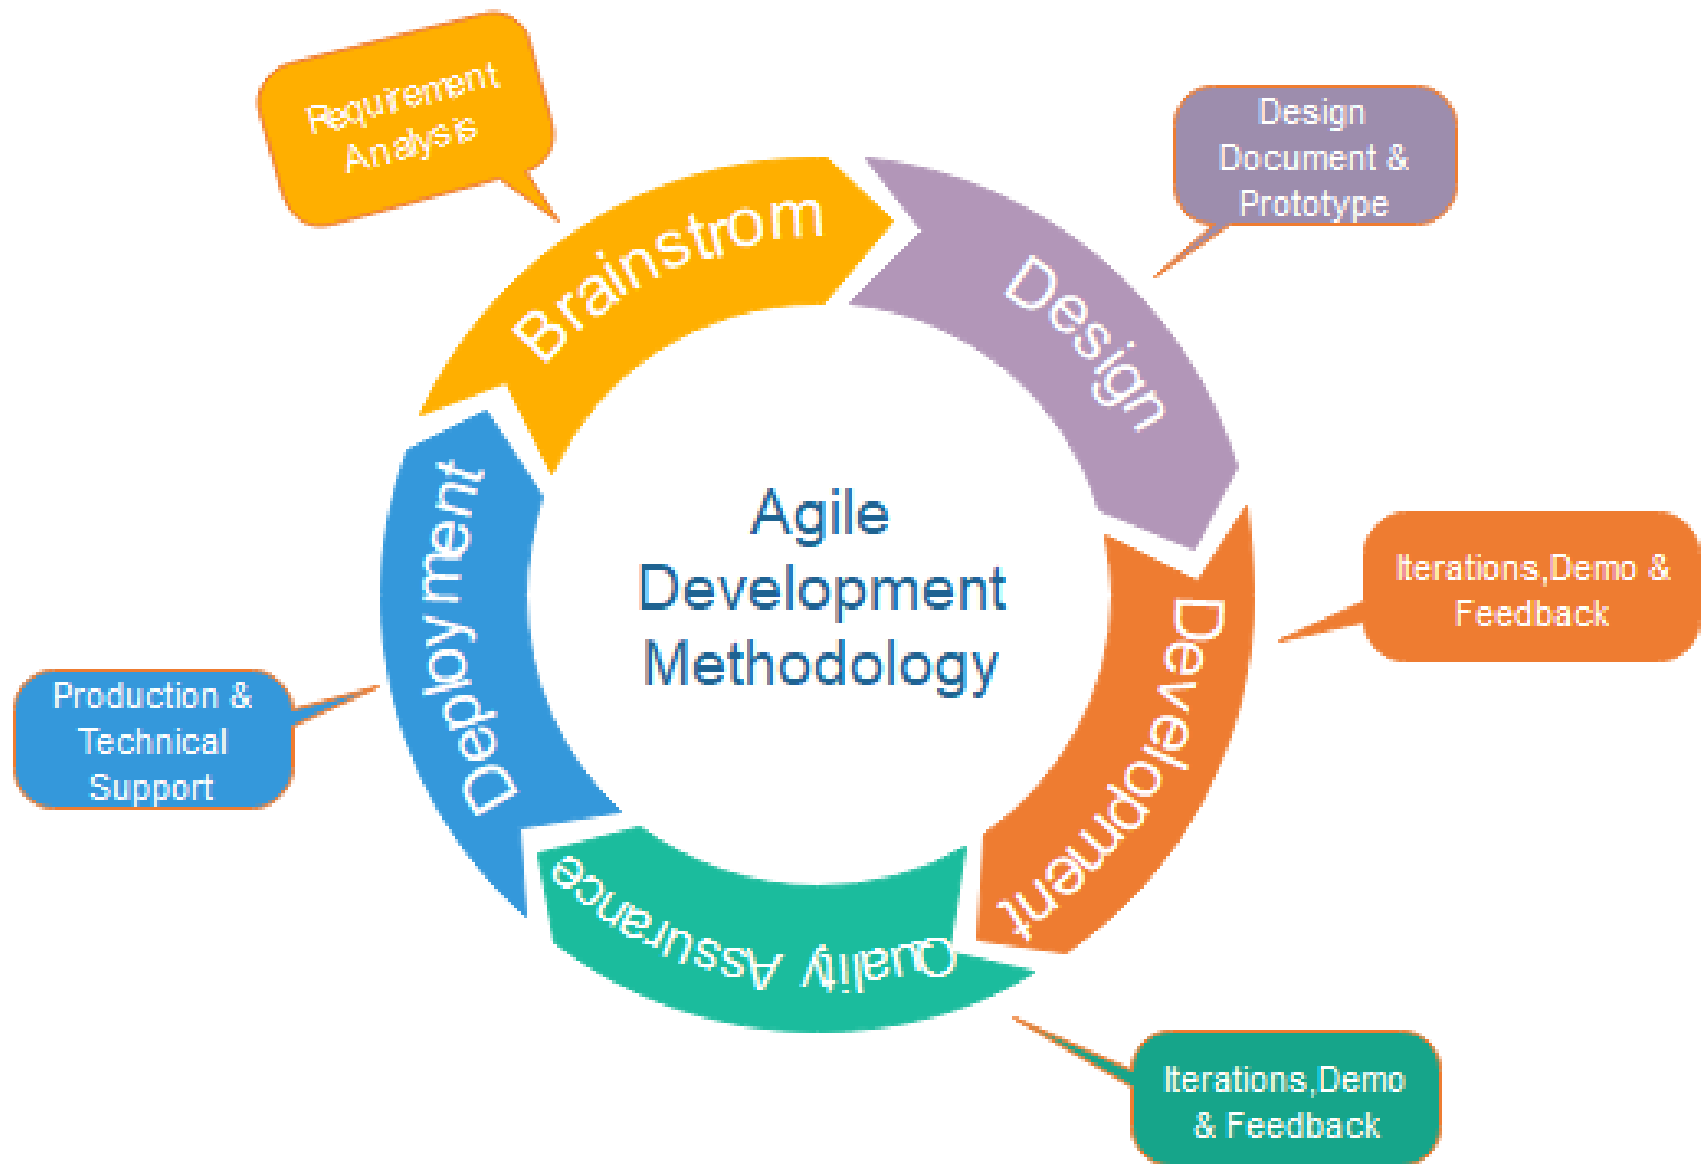 Requirement
Analysis
Brainstrom
Design
Document &
Prototype
Design
Iterations,Demo &
Feedback
Development
Iterations,Demo
& Feedback
Quality Assurance
Production &
Technical
Support
Deployment
Agile
Development
Methodology